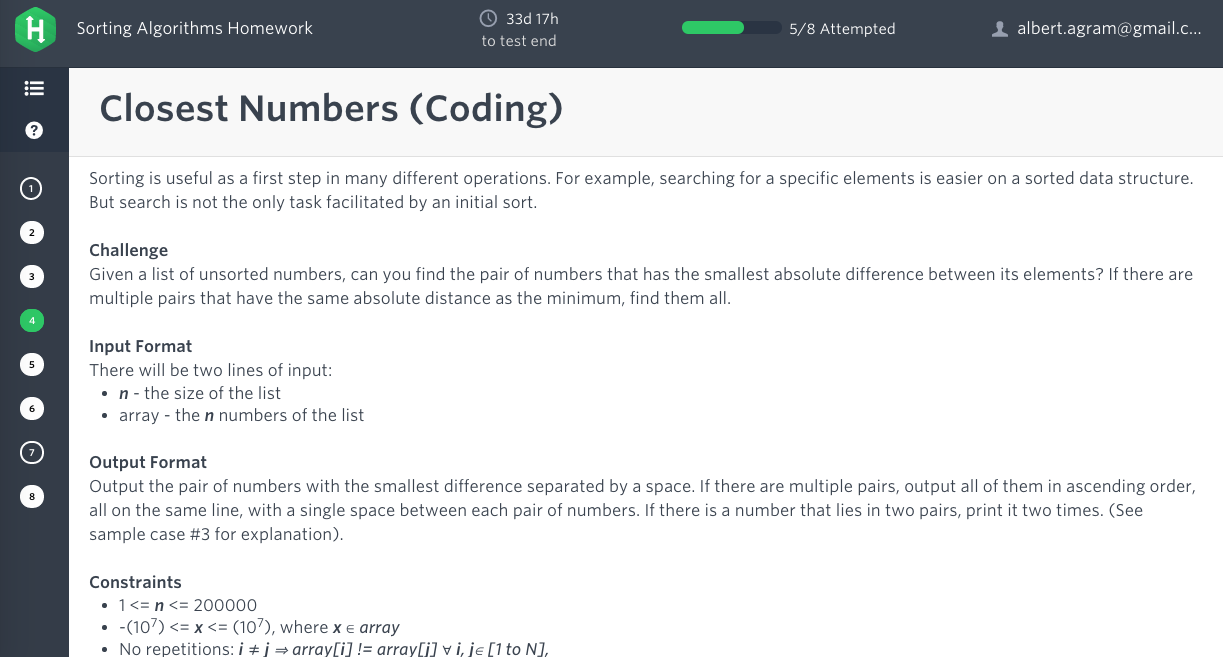 Sorting Algorithms Homework
33d 17h
to test end
5/8 Attempted
albert.agram@gmail.c...
?
1
2
3
4
5
6
7
8
Closest Numbers (Coding)
Sorting is useful as a first step in many different operations. For example, searching for a specific elements is easier on a sorted data structure.
But search is not the only task facilitated by an initial sort.
Challenge
Given a list of unsorted numbers, can you find the pair of numbers that has the smallest absolute difference between its elements? If there are
multiple pairs that have the same absolute distance as the minimum, find them all.
Input Format
There will be two lines of input:
• n - the size of the list
• array - the n numbers of the list
Output Format
Output the pair of numbers with the smallest difference separated by a space. If there are multiple pairs, output all of them in ascending order,
all on the same line, with a single space between each pair of numbers. If there is a number that lies in two pairs, print it two times. (See
sample case #3 for explanation).
Constraints
• 1 <= n <= 200000
• -(10⁷) <= x <= (10⁷), where x ∈ array
• No repetitions: i ≠ j ⇒ array[i] != array[j] ∀ i, j∈ [1 to N],